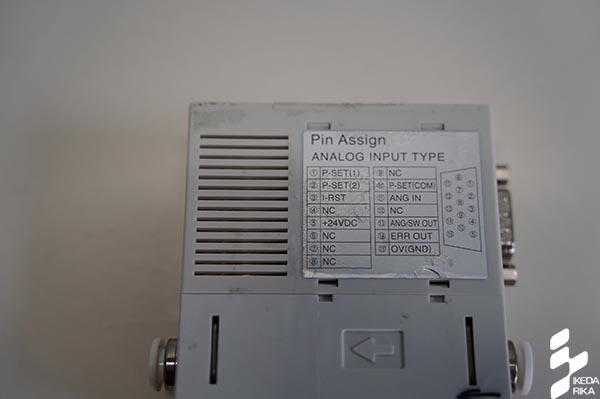 Pin Assign
ANALOG INPUT TYPE
① P-SET(1) ⑨ NC
② P-SET(2) ⑩ P-SET(COM)
③ I-RST ⑪ ANG IN
④ NC ⑫ NC
⑤ +24VDC ⑬ ANG/SW OUT
⑥ NC ⑭ ERR OUT
⑦ NC ⑮ OV(GND)
⑧ NC
IKEDA
RIKA